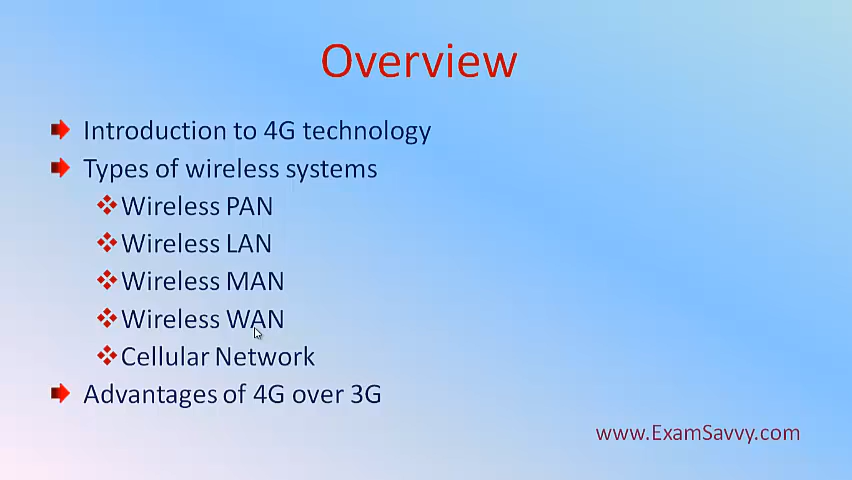 Overview
Introduction to 4G technology
Types of wireless systems
Wireless PAN
Wireless LAN
Wireless MAN
Wireless WAN
Cellular Network
Advantages of 4G over 3G
www.ExamSavvy.com